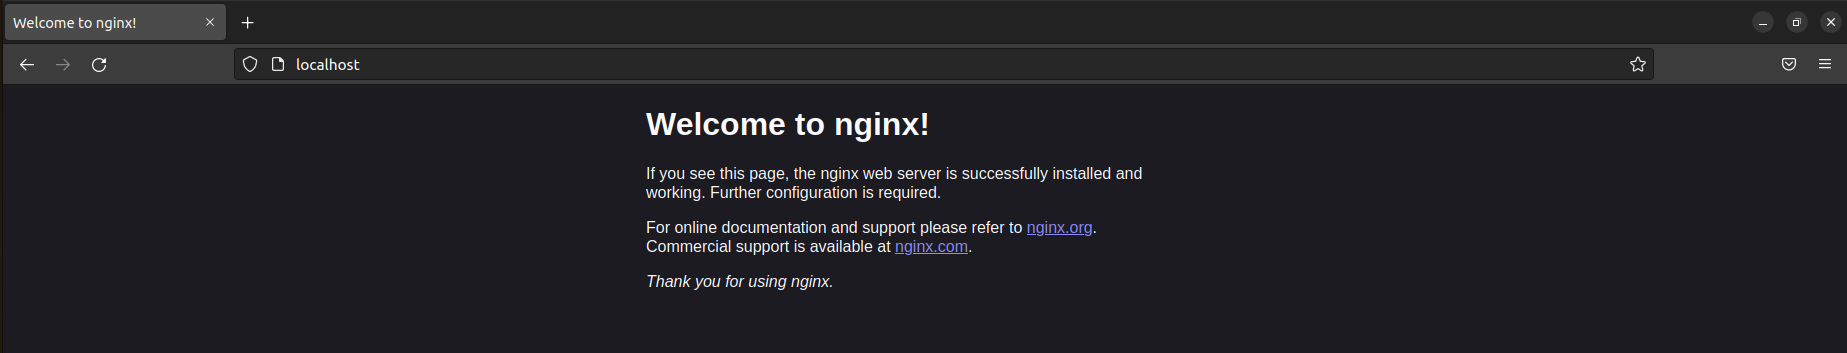 Welcome to nginx!
localhost
Welcome to nginx!
If you see this page, the nginx web server is successfully installed and
working. Further configuration is required.
For online documentation and support please refer to nginx.org.
Commercial support is available at nginx.com.
Thank you for using nginx.